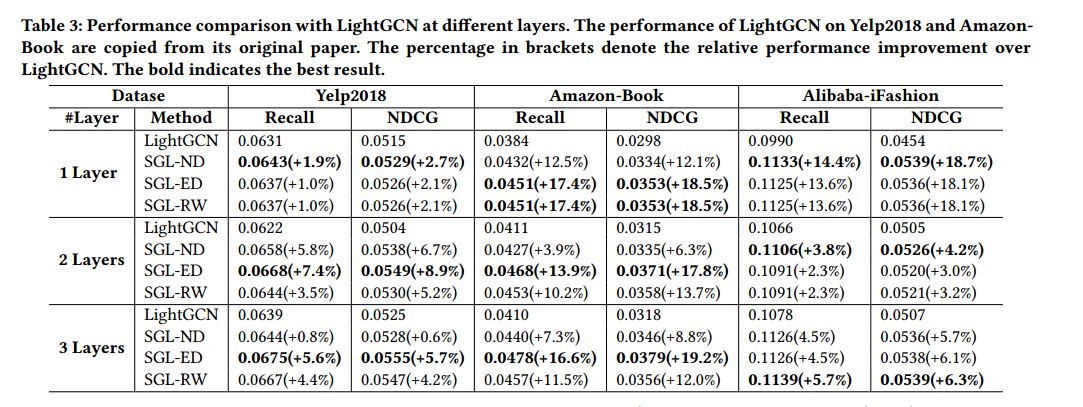 Table 3: Performance comparison with LightGCN at different layers. The performance of LightGCN on Yelp2018 and Amazon-
Book are copied from its original paper. The percentage in brackets denote the relative performance improvement over
LightGCN. The bold indicates the best result.
Datase Yelp2018 Amazon-Book Alibaba-iFashion
#Layer Method Recall NDCG Recall NDCG Recall NDCG
LightGCN 0.0631 0.0515 0.0384 0.0298 0.0990 0.0454
SGL-ND 0.0643(+1.9%) 0.0529(+2.7%) 0.0432(+12.5%) 0.0334(+12.1%) 0.1133(+14.4%) 0.0539(+18.7%)
1 Layer
SGL-ED 0.0637(+1.0%) 0.0526(+2.1%) 0.0451(+17.4%) 0.0353(+18.5%) 0.1125(+13.6%) 0.0536(+18.1%)
SGL-RW 0.0637(+1.0%) 0.0526(+2.1%) 0.0451(+17.4%) 0.0353(+18.5%) 0.1125(+13.6%) 0.0536(+18.1%)
LightGCN 0.0622 0.0504 0.0411 0.0315 0.1066 0.0505
SGL-ND 0.0658(+5.8%) 0.0538(+6.7%) 0.0427(+3.9%) 0.0335(+6.3%) 0.1106(+3.8%) 0.0526(+4.2%)
2 Layers
SGL-ED 0.0668(+7.4%) 0.0549(+8.9%) 0.0468(+13.9%) 0.0371(+17.8%) 0.1091(+2.3%) 0.0520(+3.0%)
SGL-RW 0.0644(+3.5%) 0.0530(+5.2%) 0.0453(+10.2%) 0.0358(+13.7%) 0.1091(+2.3%) 0.0521(+3.2%)
LightGCN 0.0639 0.0525 0.0410 0.0318 0.1078 0.0507
SGL-ND 0.0644(+0.8%) 0.0528(+0.6%) 0.0440(+7.3%) 0.0346(+8.8%) 0.1126(4.5%) 0.0536(+5.7%)
3 Layers
SGL-ED 0.0675(+5.6%) 0.0555(+5.7%) 0.0478(+16.6%) 0.0379(+19.2%) 0.1126(+4.5%) 0.0538(+6.1%)
SGL-RW 0.0667(+4.4%) 0.0547(+4.2%) 0.0457(+11.5%) 0.0356(+12.0%) 0.1139(+5.7%) 0.0539(+6.3%)